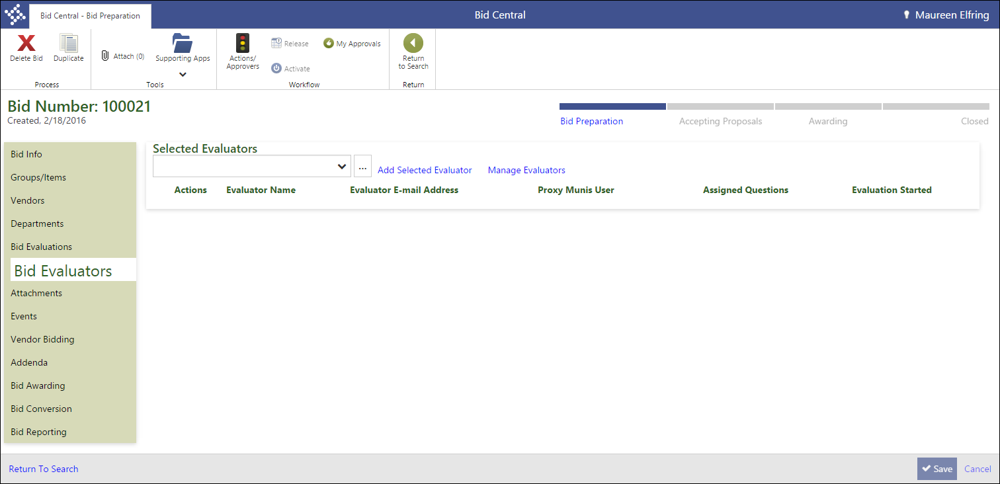 Bid Central - Bid Preparation
Bid Central
Maureen Elfring
Delete Bid
Duplicate
Process
Attach (0)
Supporting Apps
Tools
Actions/
Approvers
Release
My Approvals
Activate
Workflow
Return
to Search
Return
Bid Number: 100021
Created, 2/18/2016
Bid Preparation
Accepting Proposals
Awarding
Closed
Bid Info
Groups/Items
Vendors
Departments
Bid Evaluations
Bid Evaluators
Attachments
Events
Vendor Bidding
Addenda
Bid Awarding
Bid Conversion
Bid Reporting
Selected Evaluators
... Add Selected Evaluator Manage Evaluators
Actions Evaluator Name Evaluator E-mail Address Proxy Munis User Assigned Questions Evaluation Started
Return To Search
Save
Cancel